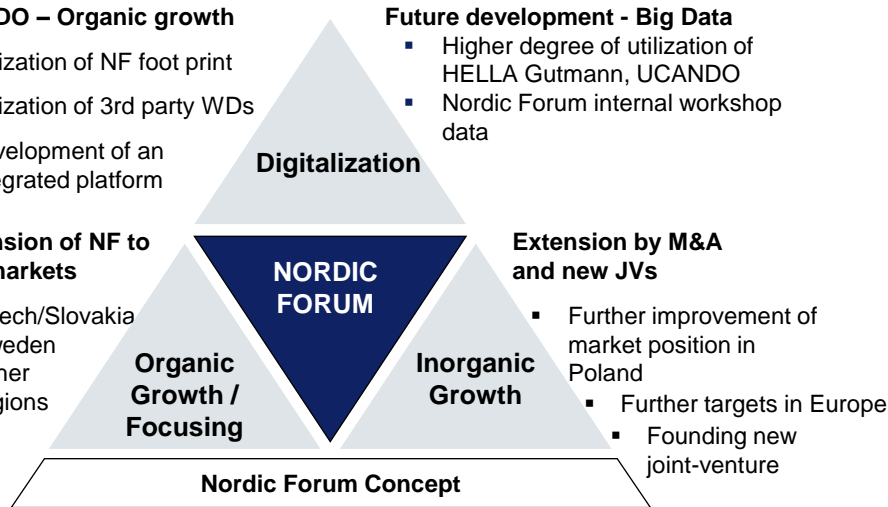 DO – Organic growth
ization of NF foot print
ization of 3rd party WDs
velopment of an
egrated platform
Future development - Big Data
▪ Higher degree of utilization of
HELLA Gutmann, UCANDO
▪ Nordic Forum internal workshop
data
Digitalization
nsion of NF to
markets
ech/Slovakia
weden
her
gions
NORDIC
FORUM
Organic
Growth /
Focusing
Inorganic
Growth
Extension by M&A
and new JVs
▪ Further improvement of
market position in
Poland
▪ Further targets in Europe
▪ Founding new
joint-venture
Nordic Forum Concept